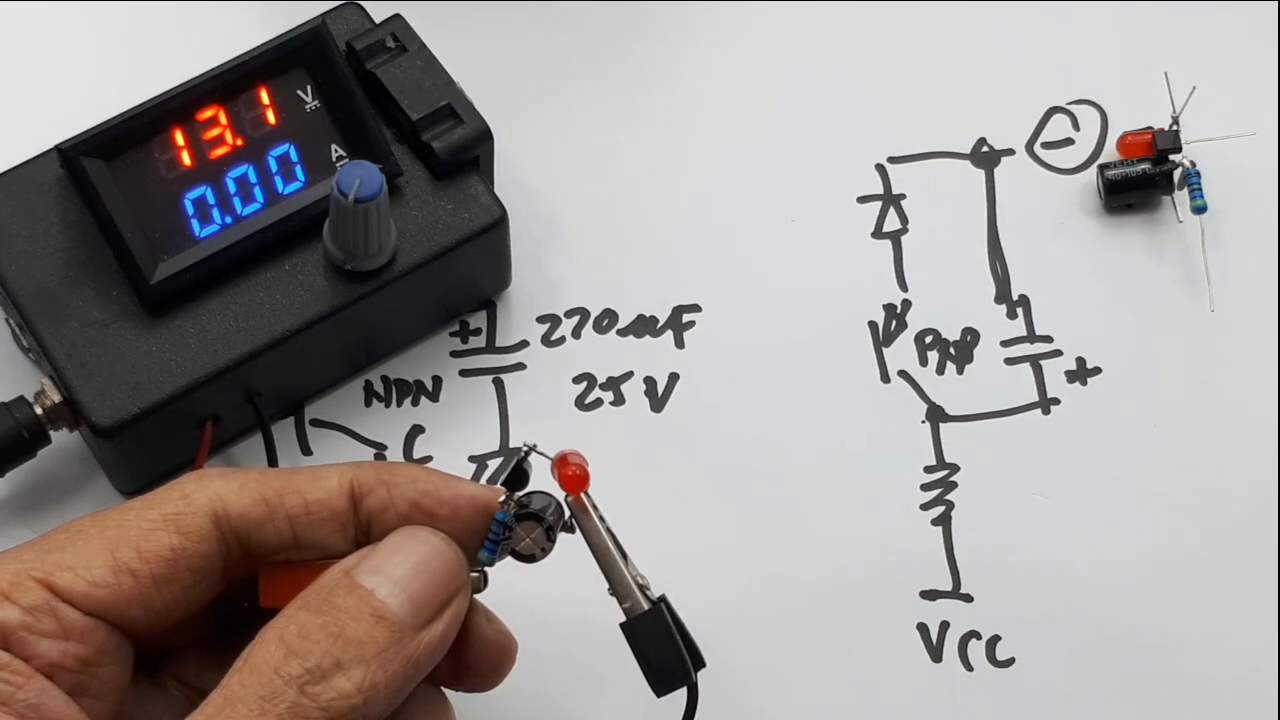 13.1 V
0.00 A
+ 270uF
25V
NPN
C
-
PNP
+
Vcc